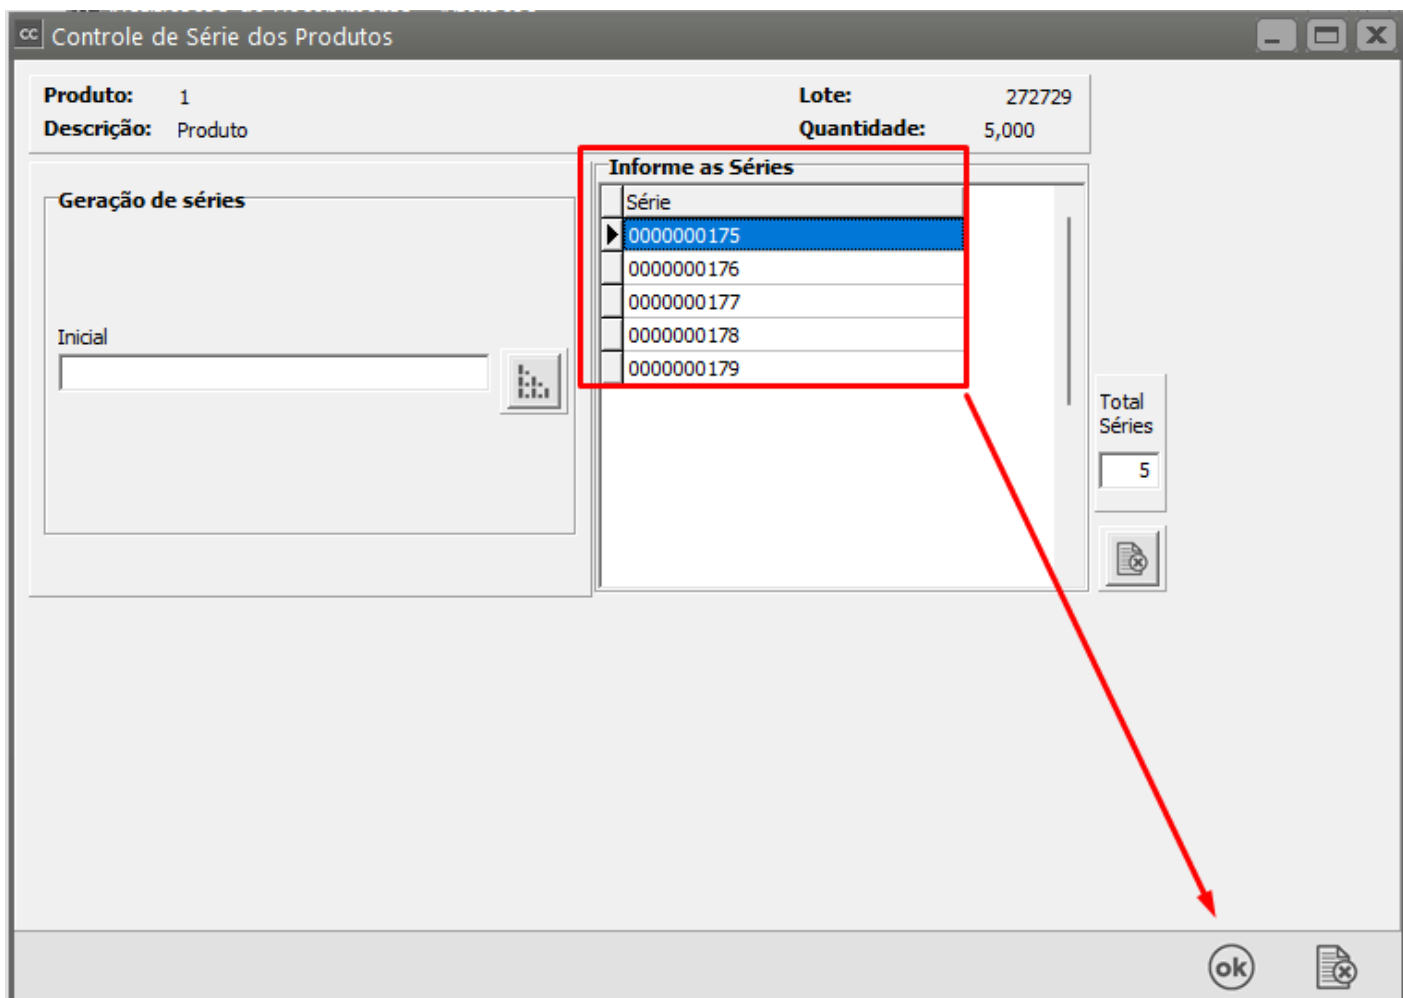 cc Controle de Série dos Produtos
Produto: 1 Lote: 272729
Descrição: Produto Quantidade: 5,000
Informe as Séries
Geração de séries
Série
0000000175
0000000176
0000000177
0000000178
0000000179
Inicial
Total
Séries
5
ok